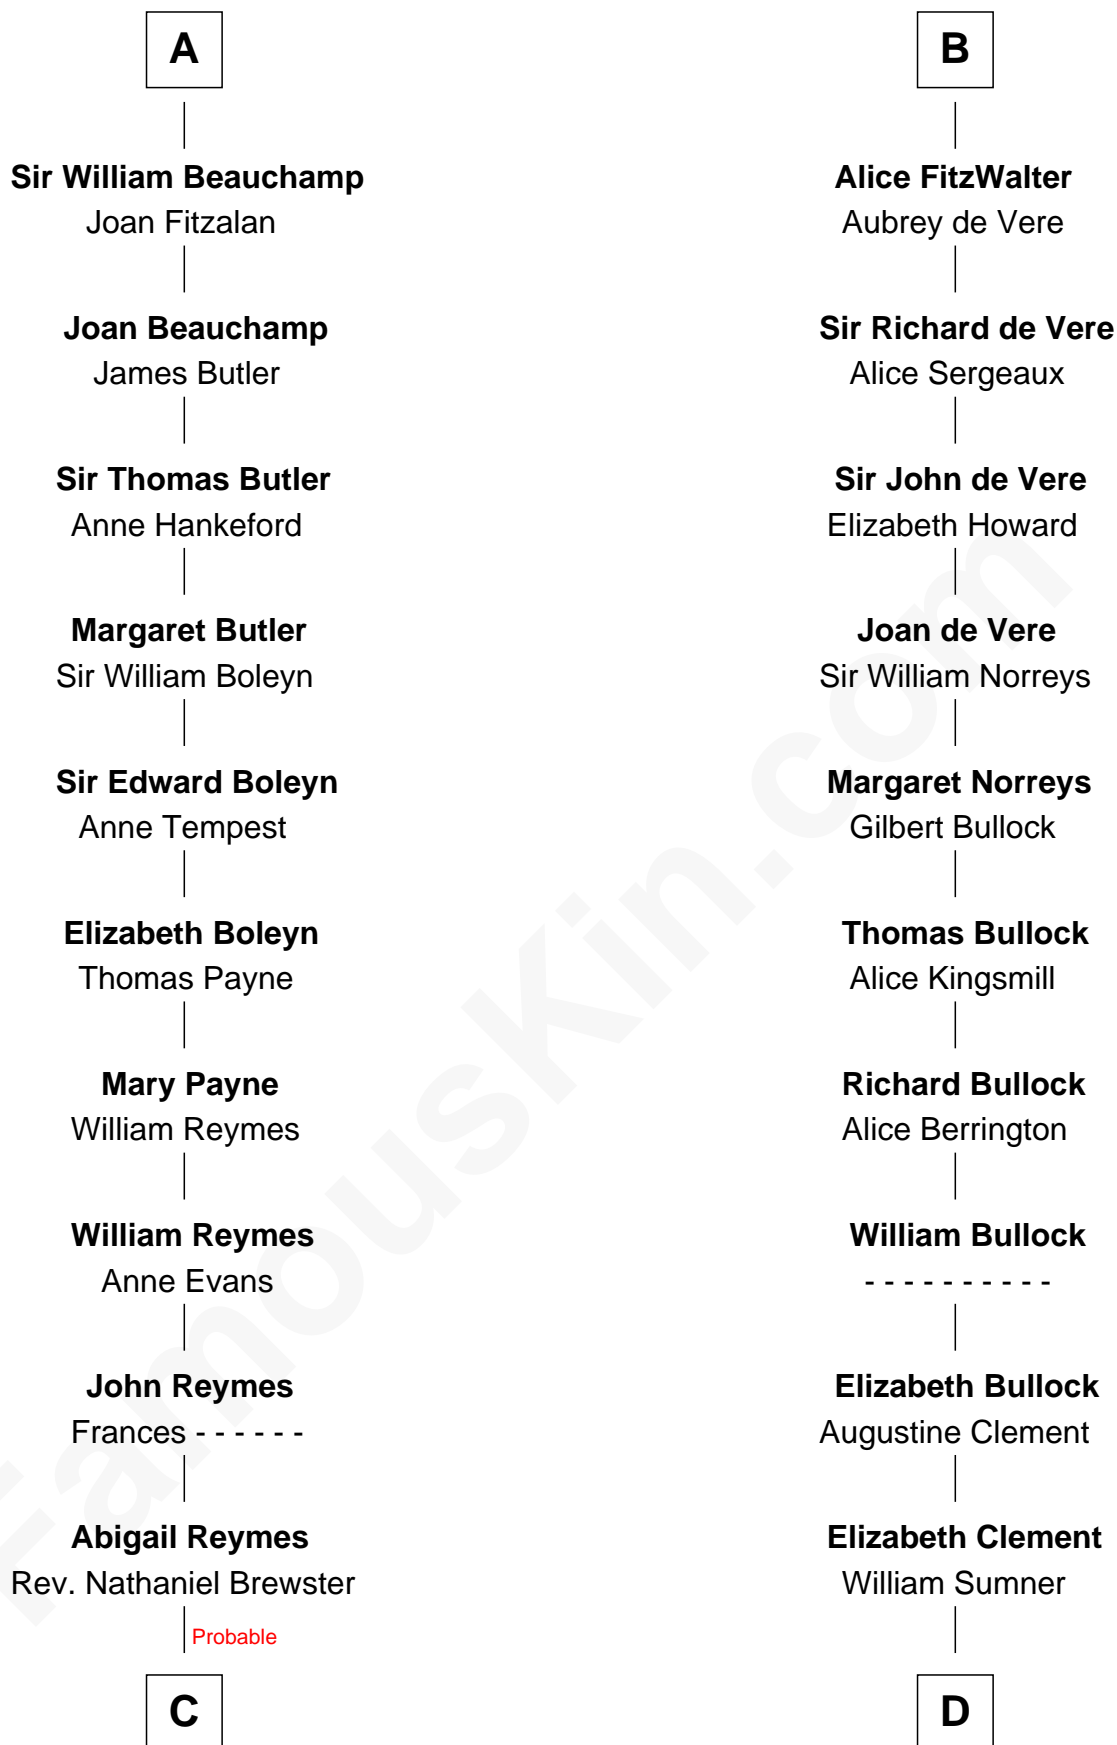 A
Sir William Beauchamp
Joan Fitzalan
Joan Beauchamp
James Butler
Sir Thomas Butler
Anne Hankeford
Margaret Butler
Sir William Boleyn
Sir Edward Boleyn
Anne Tempest
Elizabeth Boleyn
Thomas Payne
Mary Payne
William Reymes
William Reymes
Anne Evans
John Reymes
Frances - - - - - -
Abigail Reymes
Rev. Nathaniel Brewster
Probable
C
B
Alice FitzWalter
Aubrey de Vere
Sir Richard de Vere
Alice Sergeaux
Sir John de Vere
Elizabeth Howard
Joan de Vere
Sir William Norreys
Margaret Norreys
Gilbert Bullock
Thomas Bullock
Alice Kingsmill
Richard Bullock
Alice Berrington
William Bullock
- - - - - - - - - -
Elizabeth Bullock
Augustine Clement
Elizabeth Clement
William Sumner
D
FamousKin.com